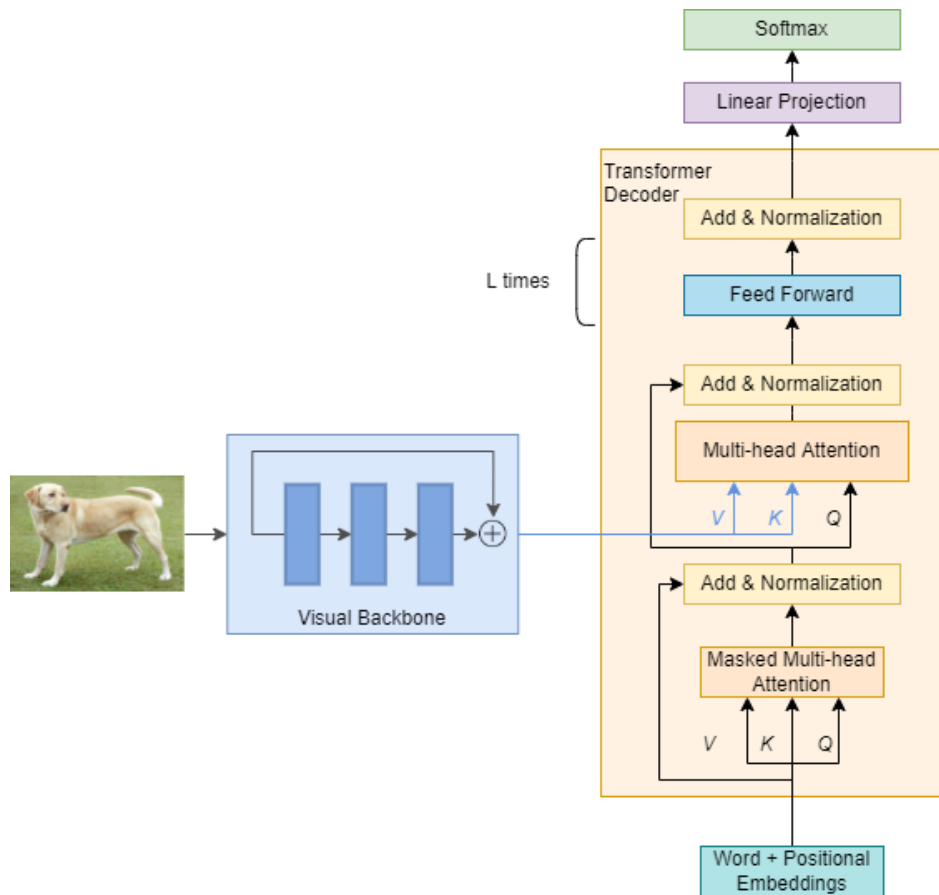 Softmax
Linear Projection
Transformer
Decoder
Add & Normalization
L times
Feed Forward
Add & Normalization
Multi-head Attention
V K Q
Add & Normalization
Visual Backbone
Masked Multi-head
Attention
V K Q
Word + Positional
Embeddings